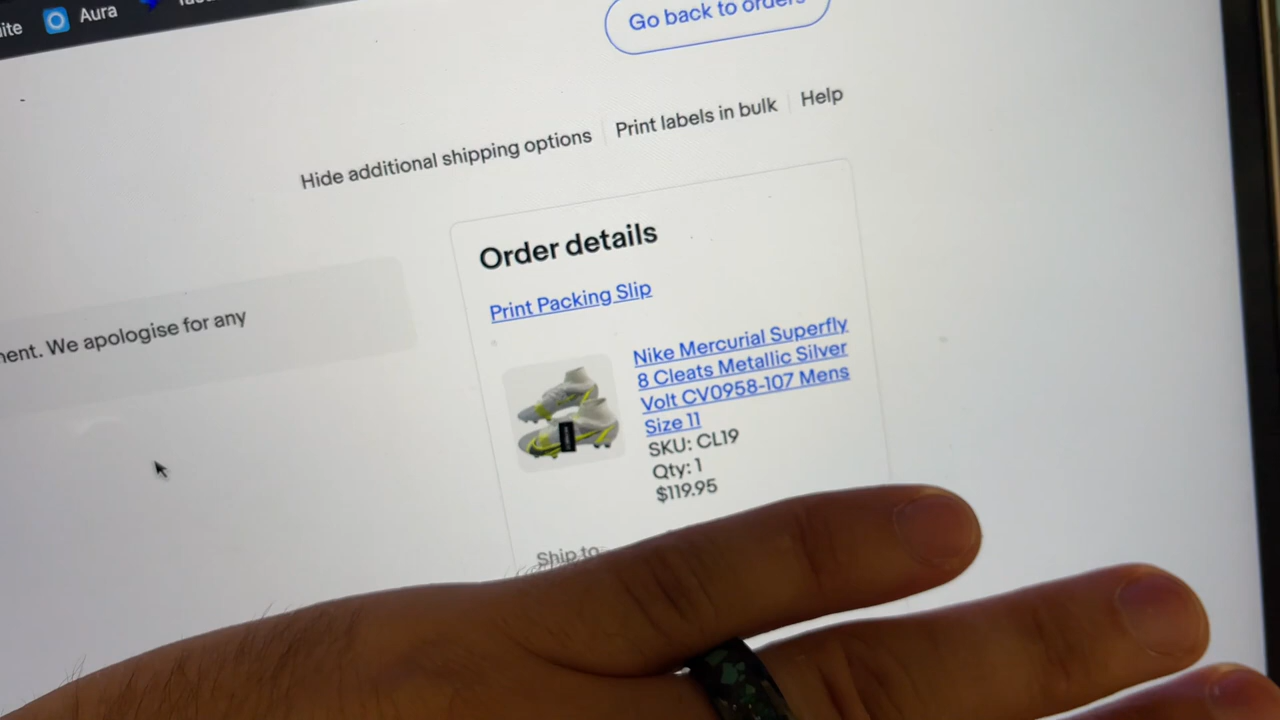 Aura
Go back to orders
Hide additional shipping options
Print labels in bulk
Help
Order details
Print Packing Slip
Nike Mercurial Superfly
8 Cleats Metallic Silver
Volt CV0958-107 Mens
Size 11
SKU: CL19
Qty: 1
$119.95
We apologise for any
Ship to